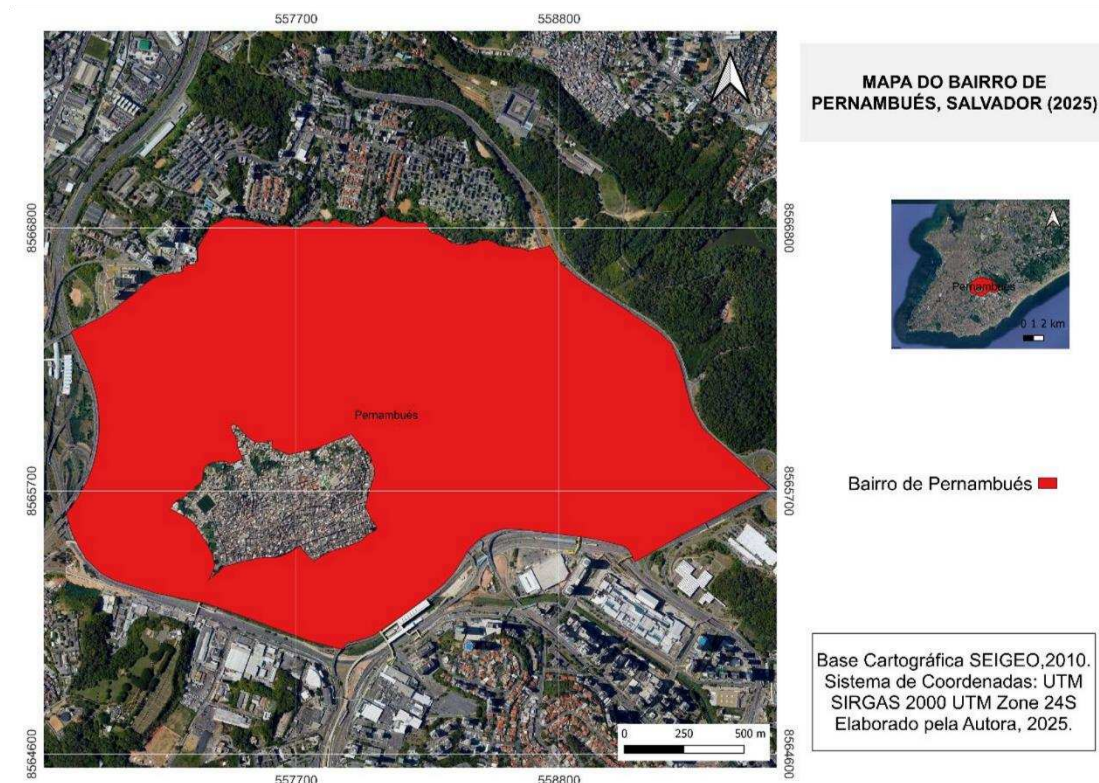 557700
558800
MAPA DO BAIRRO DE
PERNAMBUÉS, SALVADOR (2025)
8566800
8566800
Pernambués
0 1 2 km
Pernambués
8565700
8565700
Bairro de Pernambués
Base Cartográfica SEIGEO,2010.
Sistema de Coordenadas: UTM
SIRGAS 2000 UTM Zone 24S
Elaborado pela Autora, 2025.
0 250 500 m
8564600
8564600
557700
558800